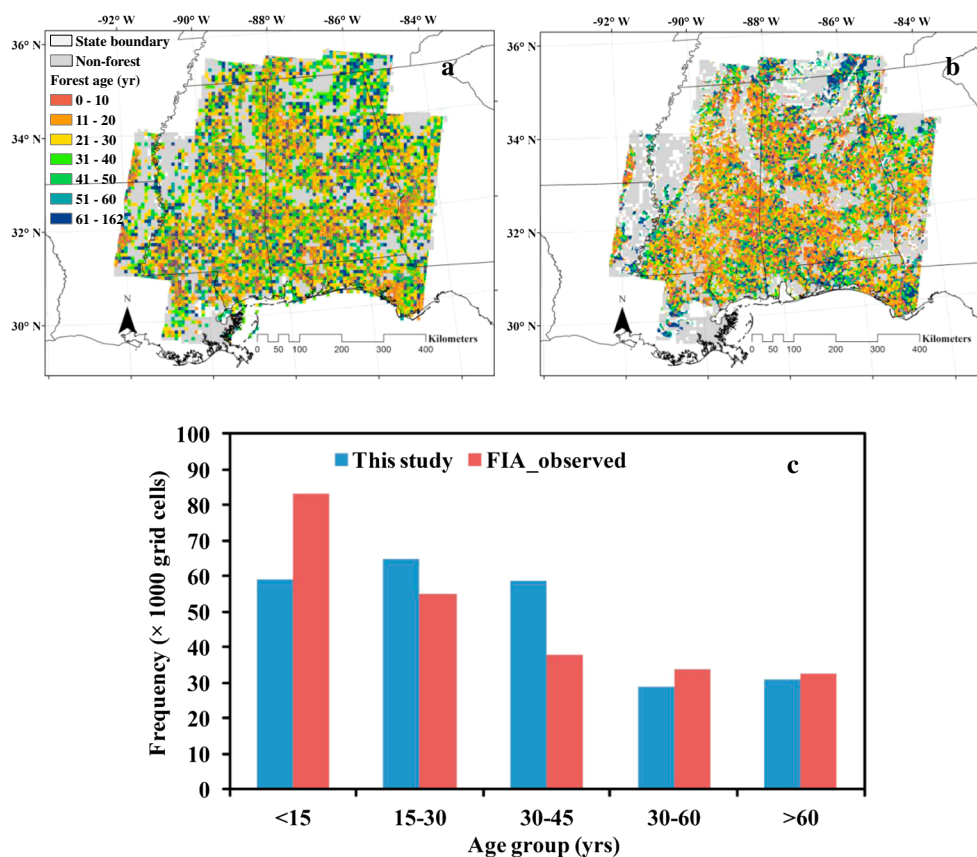 -92° W -90° W -88° W -86° W -84° W
-92° W -90° W -88° W -86° W -84° W
36° N
34° N
32° N
30° N
State boundary
Non-forest
Forest age (yr)
0 - 10
11 - 20
21 - 30
31 - 40
41 - 50
51 - 60
61 - 162
a
N
Kilometers
0 50 100 200 300 400
36° N
34° N
32° N
30° N
b
N
Kilometers
0 50 100 200 300 400
100
90
80
70
60
50
40
30
20
10
0
Frequency (× 1000 grid cells)
This study FIA_observed
c
<15 15-30 30-45 30-60 >60
Age group (yrs)